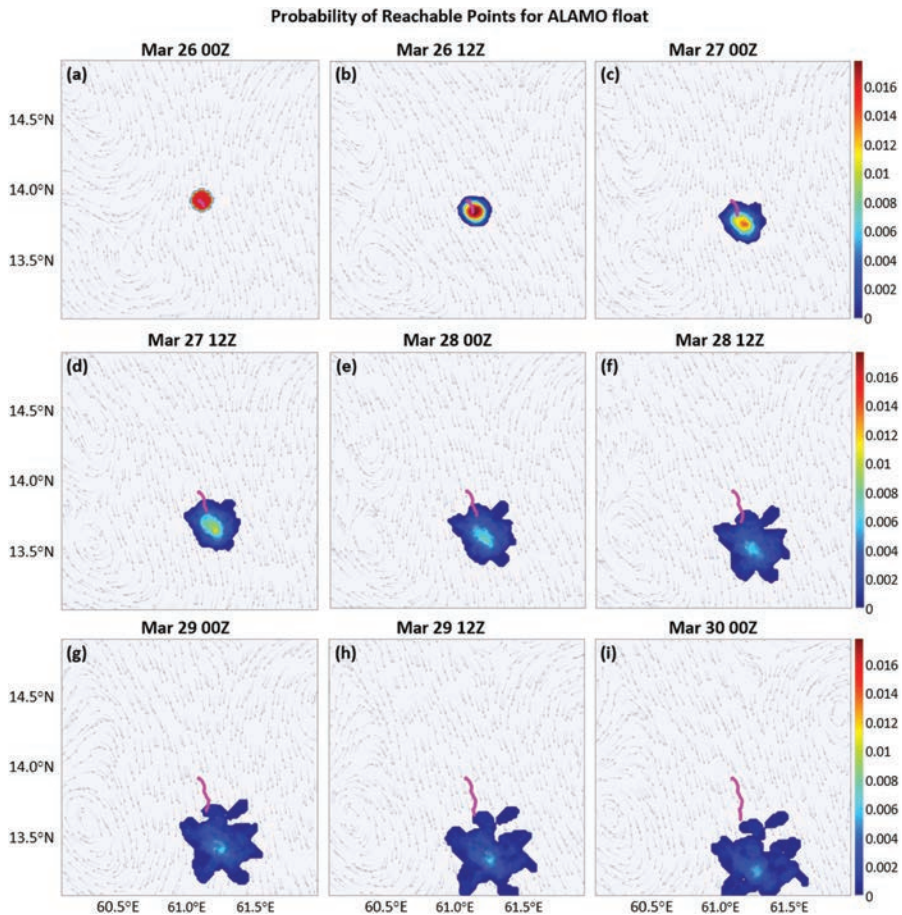 Probability of Reachable Points for ALAMO float
Mar 26 00Z
Mar 26 12Z
Mar 27 00Z
(a)
(b)
(c)
14.5°N
14.0°N
13.5°N
0.016
0.014
0.012
0.01
0.008
0.006
0.004
0.002
0
Mar 27 12Z
Mar 28 00Z
Mar 28 12Z
(d)
(e)
(f)
14.5°N
14.0°N
13.5°N
0.016
0.014
0.012
0.01
0.008
0.006
0.004
0.002
0
Mar 29 00Z
Mar 29 12Z
Mar 30 00Z
(g)
(h)
(i)
14.5°N
14.0°N
13.5°N
0.016
0.014
0.012
0.01
0.008
0.006
0.004
0.002
0
60.5°E 61.0°E 61.5°E
60.5°E 61.0°E 61.5°E
60.5°E 61.0°E 61.5°E